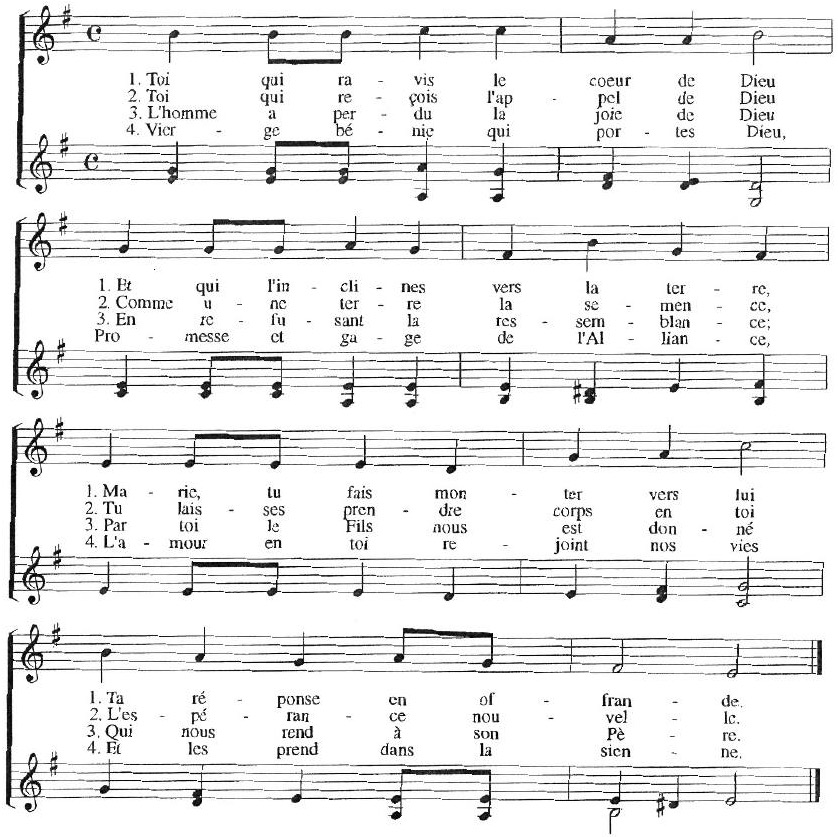 1. Toi qui ra - vis le coeur de Dieu
2. Toi qui re - çois l'ap - pel de Dieu
3. L'homme a per - du la joie de Dieu
4. Vier - ge bé - nie qui por - tes Dieu,
1. Et qui l'in - cli - nes vers la ter - re,
2. Comme u - ne ter - re la se - men - ce,
3. En re - fu - sant la res - sem - blan - ce;
Pro - messe et ga - ge de l'Al - lian - ce,
1. Ma - rie, tu fais mon - ter vers lui
2. Tu lais - ses pren - dre corps en toi
3. Par toi le Fils nous est don - né
4. L'a - mour en toi re - joint nos vies
1. Ta ré - ponse en of - fran - de.
2. L'es - pé - ran - ce nou - vel - le.
3. Qui nous rend à son Pè - re.
4. Et les prend dans la sien - ne.